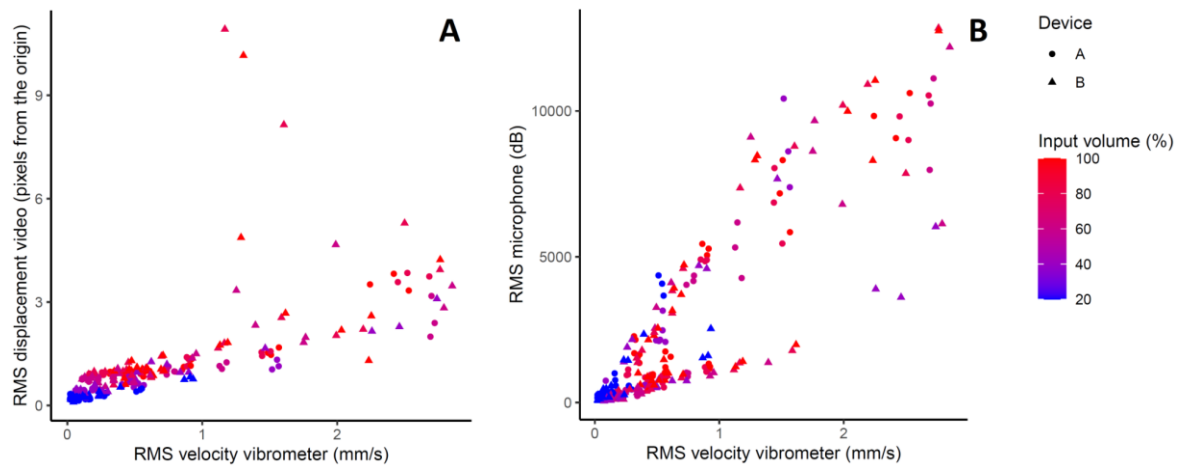 A
RMS displacement video (pixels from the origin)
9
6
3
0
0
1
2
RMS velocity vibrometer (mm/s)
B
RMS microphone (dB)
10000
5000
0
0
1
2
RMS velocity vibrometer (mm/s)
Device
A
B
Input volume (%)
100
80
60
40
20